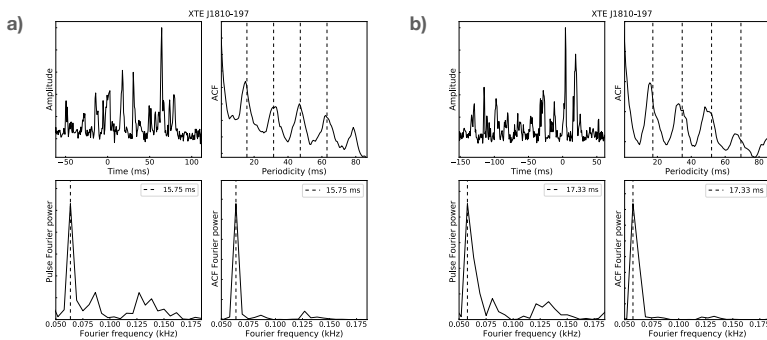 a)
XTE J1810–197
Amplitude
−50 0 50 100
Time (ms)
ACF
20 40 60 80
Periodicity (ms)
Pulse Fourier power
15.75 ms
0.050 0.075 0.100 0.125 0.150 0.175
Fourier frequency (kHz)
ACF Fourier power
15.75 ms
0.050 0.075 0.100 0.125 0.150 0.175
Fourier frequency (kHz)
b)
XTE J1810–197
Amplitude
−150 −100 −50 0 50
Time (ms)
ACF
20 40 60 80
Periodicity (ms)
Pulse Fourier power
17.33 ms
0.050 0.075 0.100 0.125 0.150 0.175
Fourier frequency (kHz)
ACF Fourier power
17.33 ms
0.050 0.075 0.100 0.125 0.150 0.175
Fourier frequency (kHz)